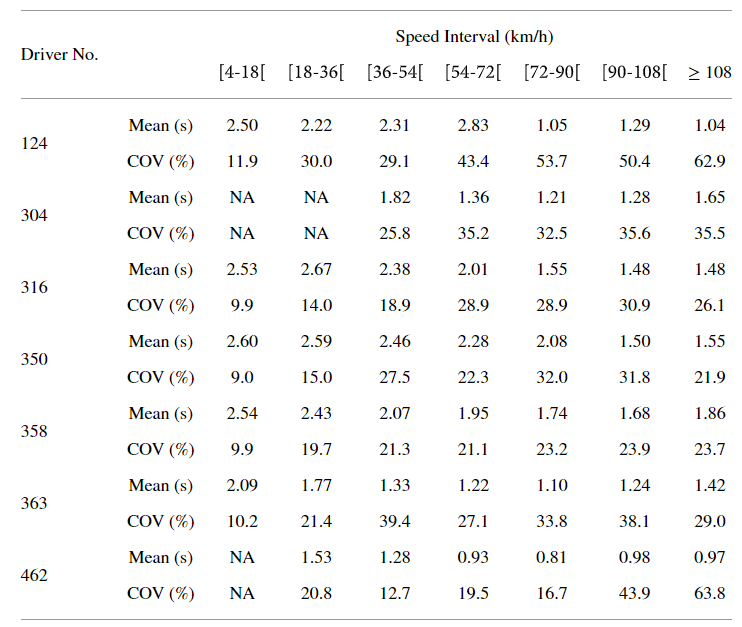 Speed Interval (km/h)
Driver No.
[4-18[ [18-36[ [36-54[ [54-72[ [72-90[ [90-108[ ≥ 108
Mean (s) 2.50 2.22 2.31 2.83 1.05 1.29 1.04
124
COV (%) 11.9 30.0 29.1 43.4 53.7 50.4 62.9
Mean (s) NA NA 1.82 1.36 1.21 1.28 1.65
304
COV (%) NA NA 25.8 35.2 32.5 35.6 35.5
Mean (s) 2.53 2.67 2.38 2.01 1.55 1.48 1.48
316
COV (%) 9.9 14.0 18.9 28.9 28.9 30.9 26.1
Mean (s) 2.60 2.59 2.46 2.28 2.08 1.50 1.55
350
COV (%) 9.0 15.0 27.5 22.3 32.0 31.8 21.9
Mean (s) 2.54 2.43 2.07 1.95 1.74 1.68 1.86
358
COV (%) 9.9 19.7 21.3 21.1 23.2 23.9 23.7
Mean (s) 2.09 1.77 1.33 1.22 1.10 1.24 1.42
363
COV (%) 10.2 21.4 39.4 27.1 33.8 38.1 29.0
Mean (s) NA 1.53 1.28 0.93 0.81 0.98 0.97
462
COV (%) NA 20.8 12.7 19.5 16.7 43.9 63.8